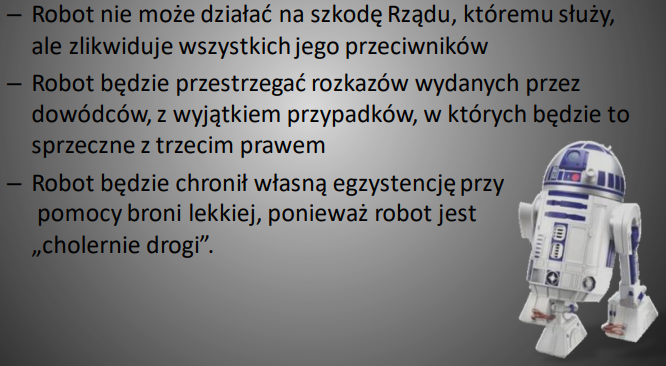 – Robot nie może działać na szkodę Rządu, któremu służy,
ale zlikwiduje wszystkich jego przeciwników
– Robot będzie przestrzegać rozkazów wydanych przez
dowódców, z wyjątkiem przypadków, w których będzie to
sprzeczne z trzecim prawem
– Robot będzie chronił własną egzystencję przy
pomocy broni lekkiej, ponieważ robot jest
„cholernie drogi”.